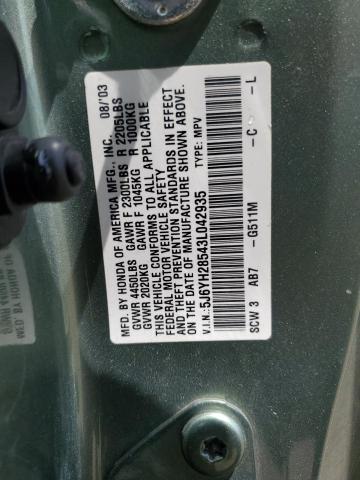 MFD. BY HONDA OF AMERICA MFG., INC. 08/'03
GVWR 4450LBS GAWR F 2300LBS R 2205LBS
GVWR 2020KG GAWR F 1045KG R 1000KG
THIS VEHICLE CONFORMS TO ALL APPLICABLE
FEDERAL MOTOR VEHICLE SAFETY AND
THEFT PREVENTION STANDARDS IN EFFECT ON
THE DATE OF MANUFACTURE SHOWN ABOVE.
V.I.N.: 5J6YH28543L042935 TYPE: MPV
SCW 3 AB7 - G511M - C - L